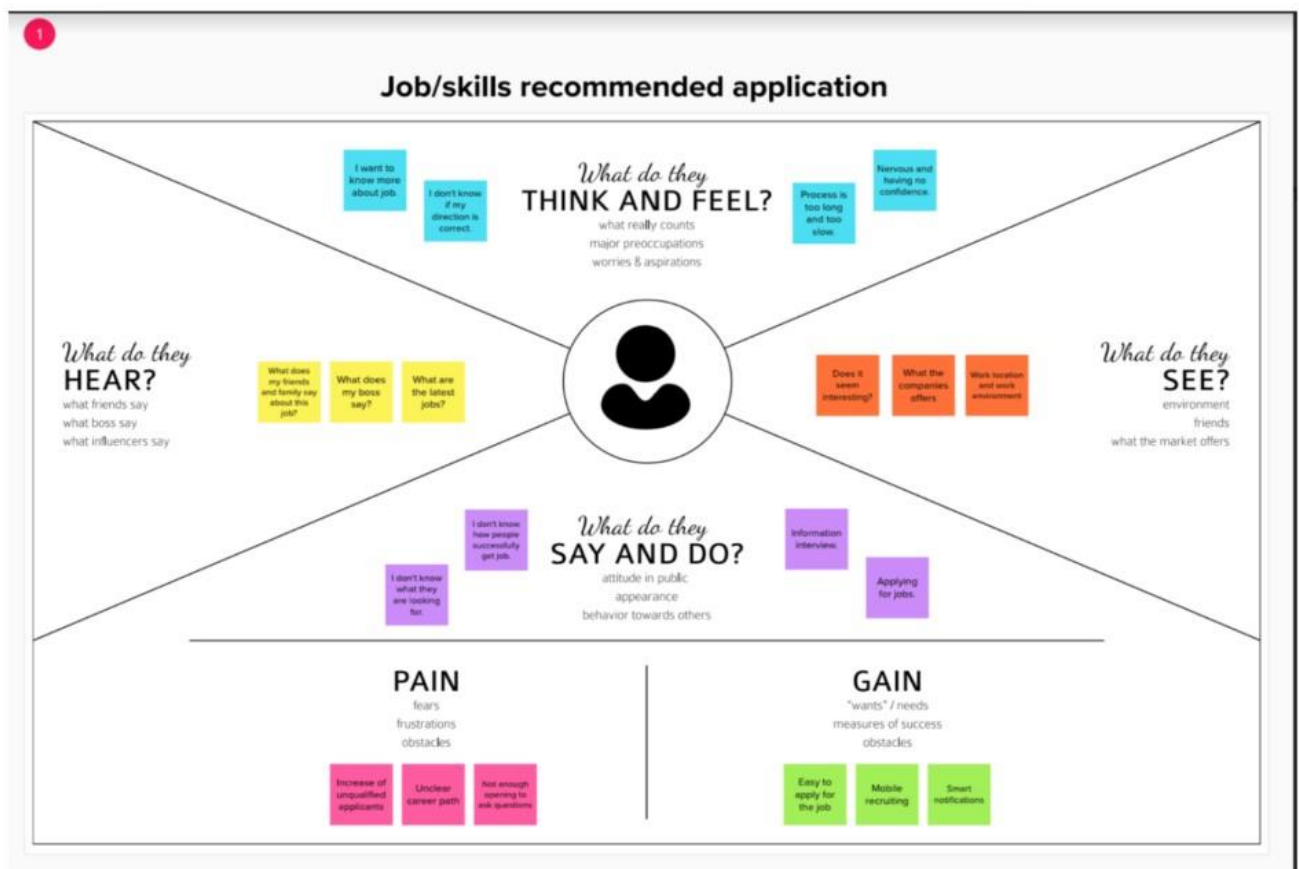 1
Job/skills recommended application
I want to
know more
about job.
I don't know
if my
direction is
correct.
What do they
THINK AND FEEL?
what really counts
major preoccupations
worries & aspirations
Process is
too long
and too
slow.
Nervous and
having no
confidence.
What do they
HEAR?
what friends say
what boss say
what influencers say
What does
my friends
and family say
about this
job?
What does
my boss
say?
What are
the latest
jobs?
Does it
seem
interesting?
What the
companies
offers
Work location
and work
environment
What do they
SEE?
environment
friends
what the market offers
I don't know
how people
successfully
get job.
I don't know
what they
are looking
for.
What do they
SAY AND DO?
attitude in public
appearance
behavior towards others
Information
interview.
Applying
for jobs.
PAIN
fears
frustrations
obstacles
Increase of
unqualified
applicants
Unclear
career path
Not enough
opening to
ask questions
GAIN
"wants" / needs
measures of success
obstacles
Easy to
apply for
the job
Mobile
recruiting
Smart
notifications